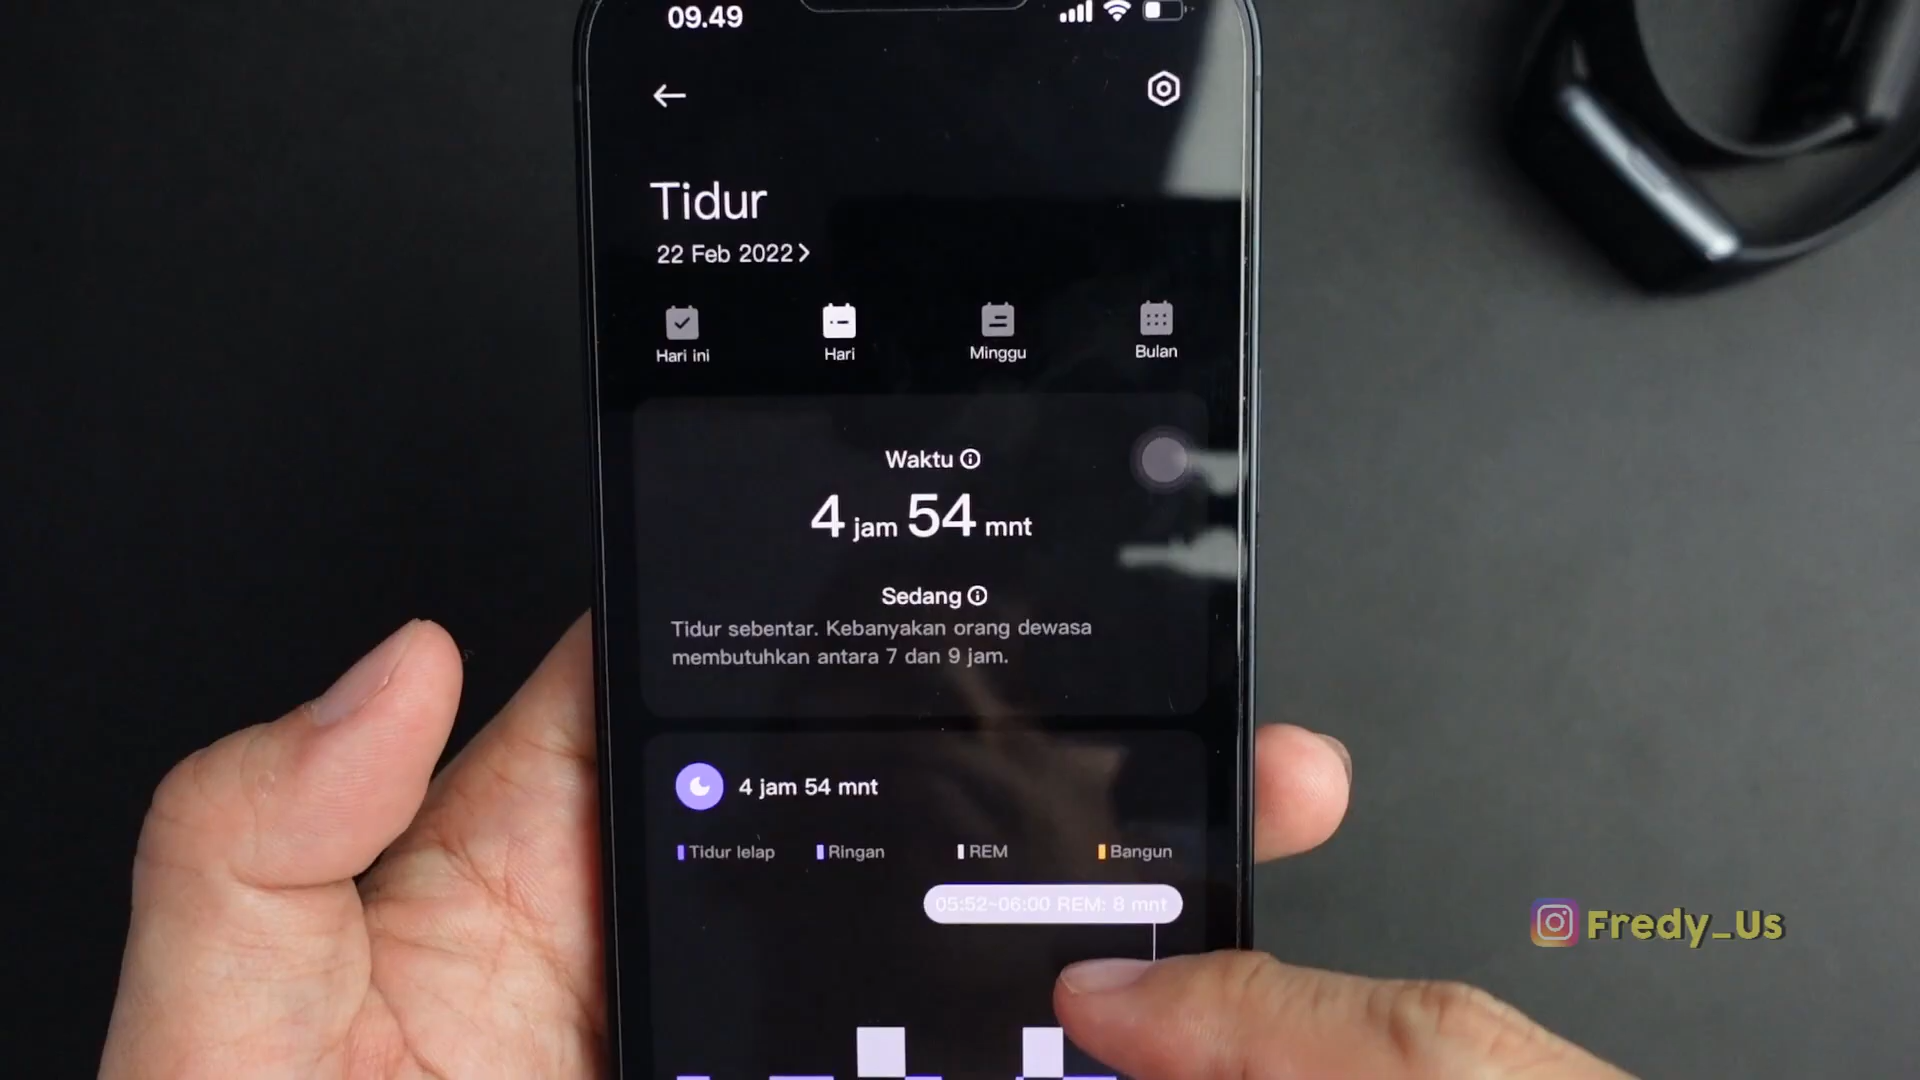 09.49
Tidur
22 Feb 2022
Hari ini
Hari
Minggu
Bulan
Waktu
4 jam 54 mnt
Sedang
Tidur sebentar. Kebanyakan orang dewasa
membutuhkan antara 7 dan 9 jam.
4 jam 54 mnt
Tidur lelap
Ringan
REM
Bangun
05:52-06:00 REM: 8 mnt
Fredy_Us